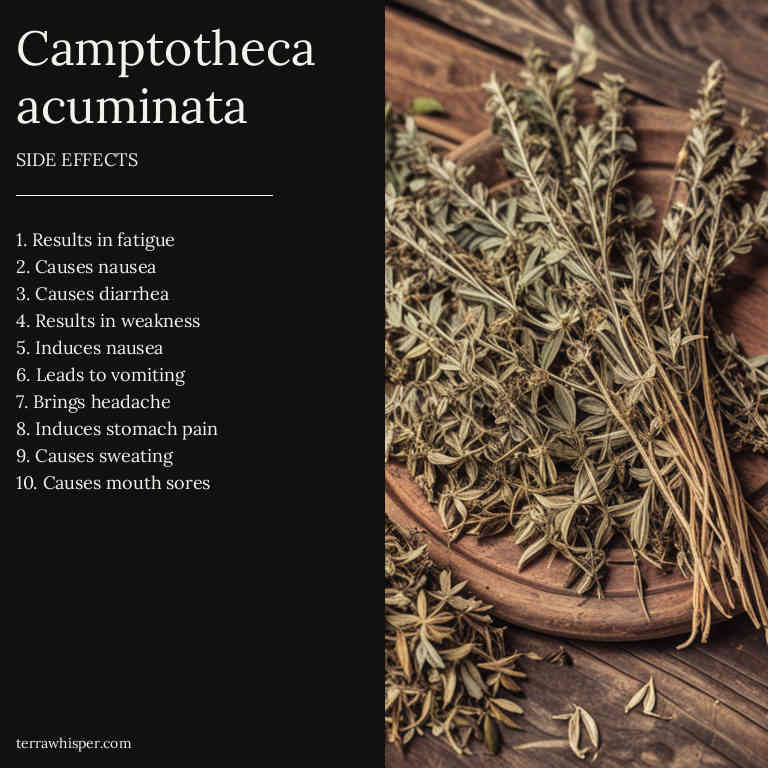 Camptotheca
acuminata
SIDE EFFECTS
1. Results in fatigue
2. Causes nausea
3. Causes diarrhea
4. Results in weakness
5. Induces nausea
6. Leads to vomiting
7. Brings headache
8. Induces stomach pain
9. Causes sweating
10. Causes mouth sores
terrawhisper.com